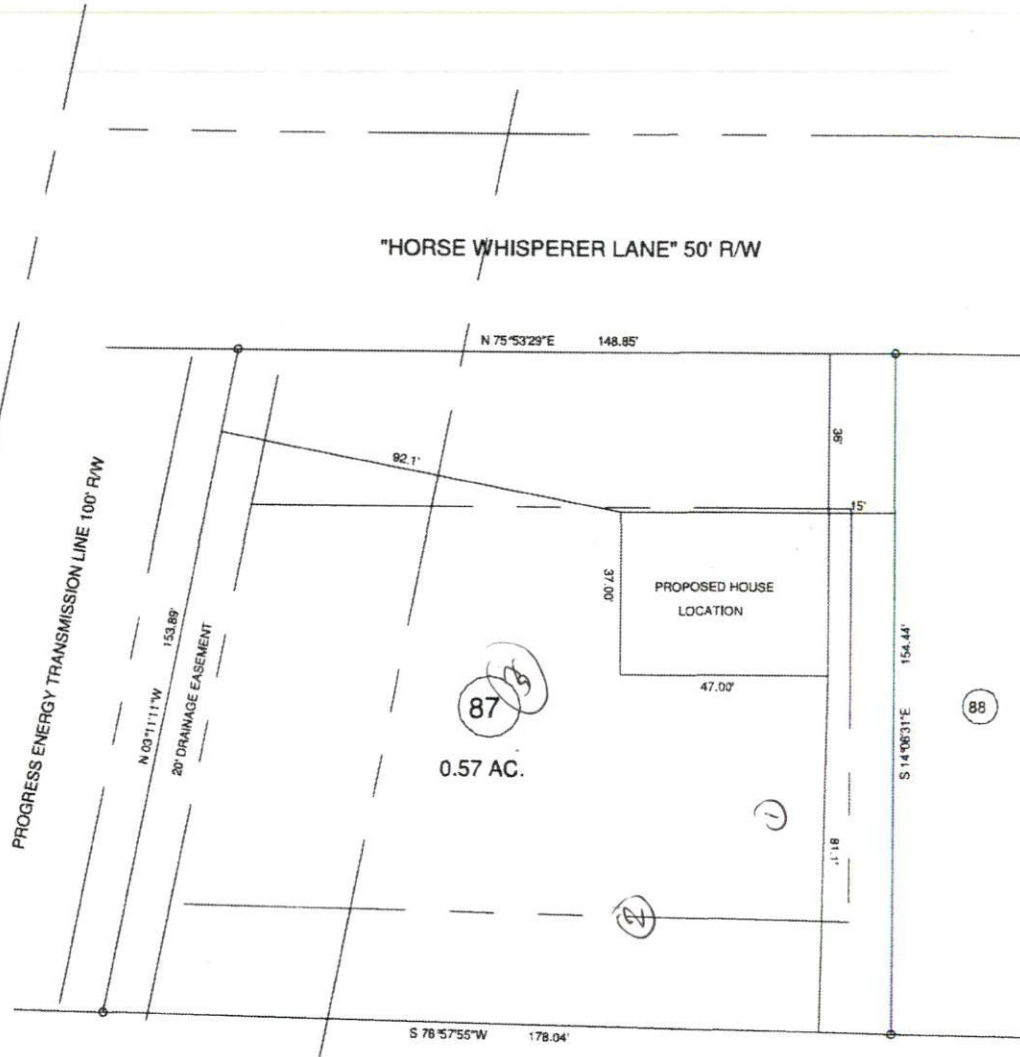 "HORSE WHISPERER LANE" 50' R/W
N 75°53'29"E 148.85'
36'
92.1'
15'
PROGRESS ENERGY TRANSMISSION LINE 100' R/W
37.00'
PROPOSED HOUSE
LOCATION
N 03°11'11"W 153.89'
20' DRAINAGE EASEMENT
47.00'
S 14°06'31"E 154.44'
87
3
88
0.57 AC.
1
81.1'
2
S 76°57'55"W 178.04'